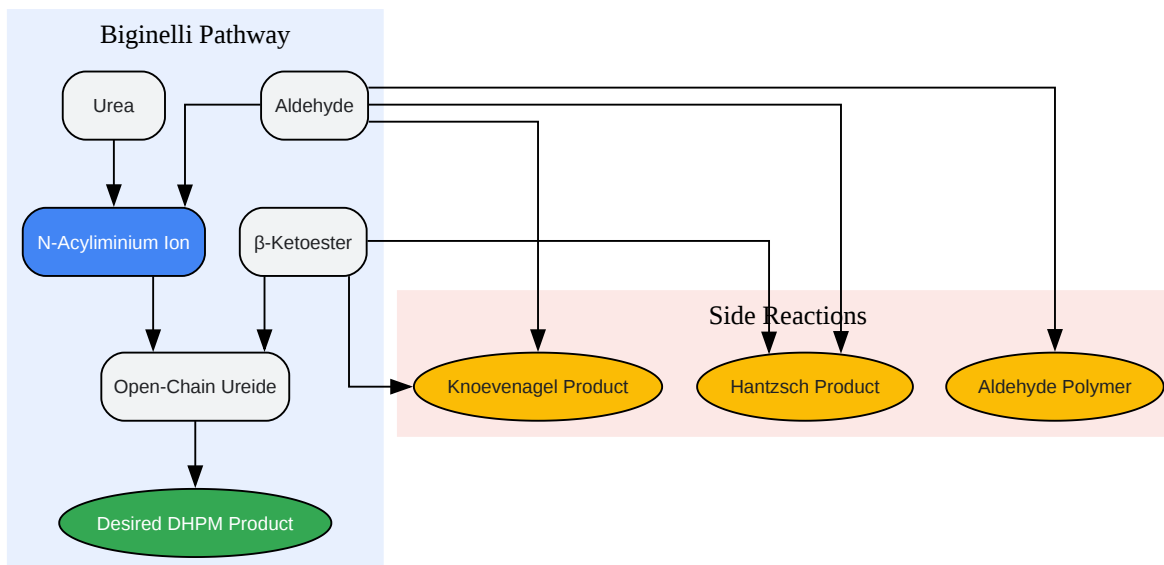 Biginelli Pathway
Urea
Aldehyde
N-Acyliminium Ion
β-Ketoester
Side Reactions
Open-Chain Ureide
Knoevenagel Product
Hantzsch Product
Aldehyde Polymer
Desired DHPM Product